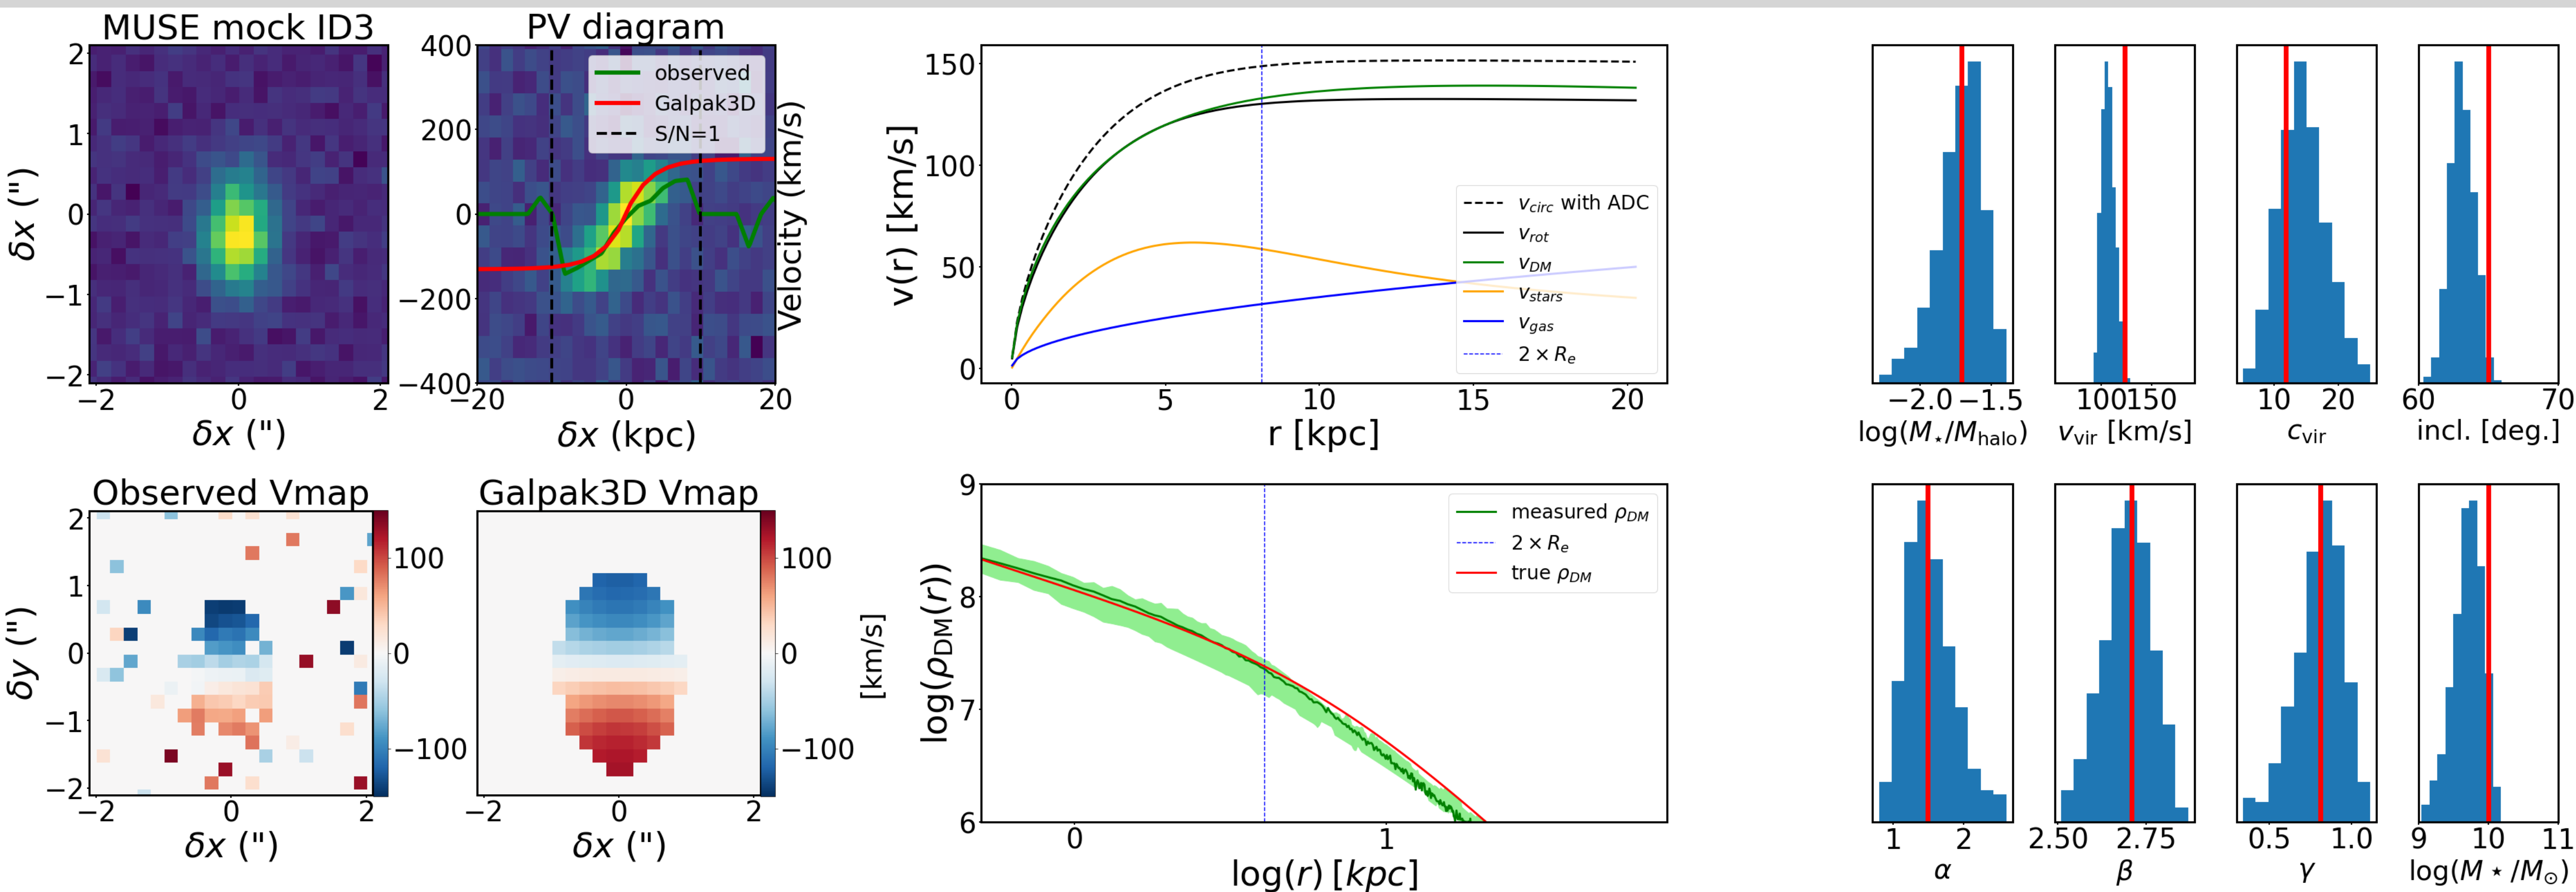 MUSE mock ID3
2
1
0
−1
−2
−2
0
2
δx (")
δx (")
PV diagram
400
200
0
−200
−400
−20
0
20
δx (kpc)
Velocity (km/s)
observed
Galpak3D
S/N=1
150
100
50
0
0
5
10
15
20
r [kpc]
v(r) [km/s]
v_circ with ADC
v_rot
v_DM
v_stars
v_gas
2 × R_e
−2.0
−1.5
log(M⋆/M_halo)
100
150
v_vir [km/s]
10
20
c_vir
60
70
incl. [deg.]
Observed Vmap
2
1
0
−1
−2
−2
0
2
δy (")
δx (")
100
0
−100
Galpak3D Vmap
−2
0
2
δx (")
100
0
−100
[km/s]
9
8
7
6
0
1
log(r) [kpc]
log(ρ_DM(r))
measured ρ_DM
2 × R_e
true ρ_DM
1
2
α
2.50
2.75
β
0.5
1.0
γ
9
10
11
log(M⋆/M_⊙)